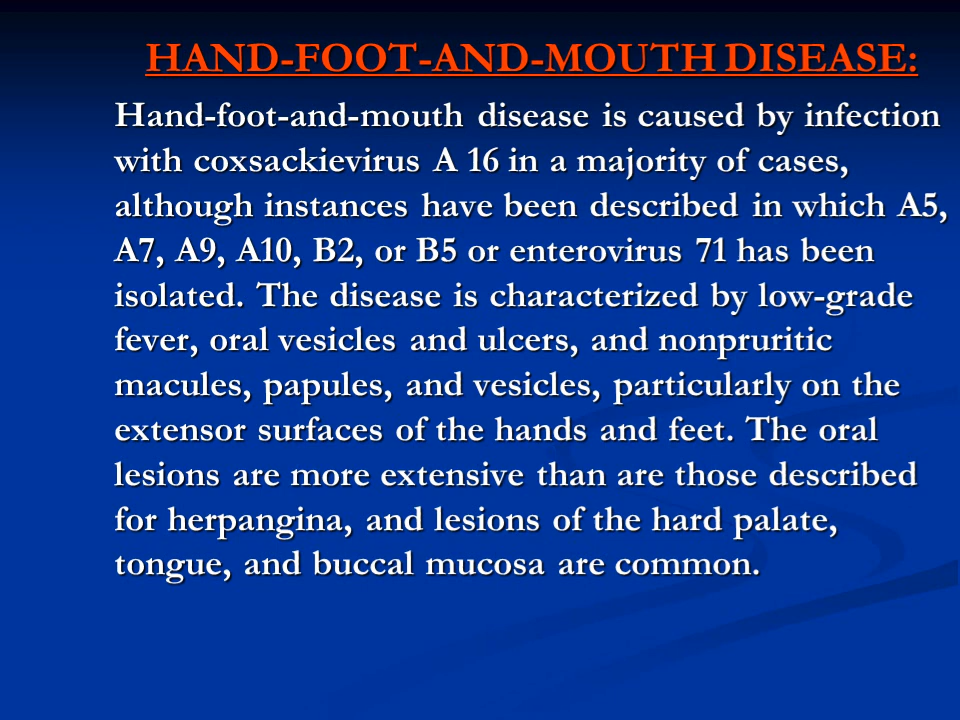 HAND-FOOT-AND-MOUTH DISEASE:
Hand-foot-and-mouth disease is caused by infection
with coxsackievirus A 16 in a majority of cases,
although instances have been described in which A5,
A7, A9, A10, B2, or B5 or enterovirus 71 has been
isolated. The disease is characterized by low-grade
fever, oral vesicles and ulcers, and nonpruritic
macules, papules, and vesicles, particularly on the
extensor surfaces of the hands and feet. The oral
lesions are more extensive than are those described
for herpangina, and lesions of the hard palate,
tongue, and buccal mucosa are common.